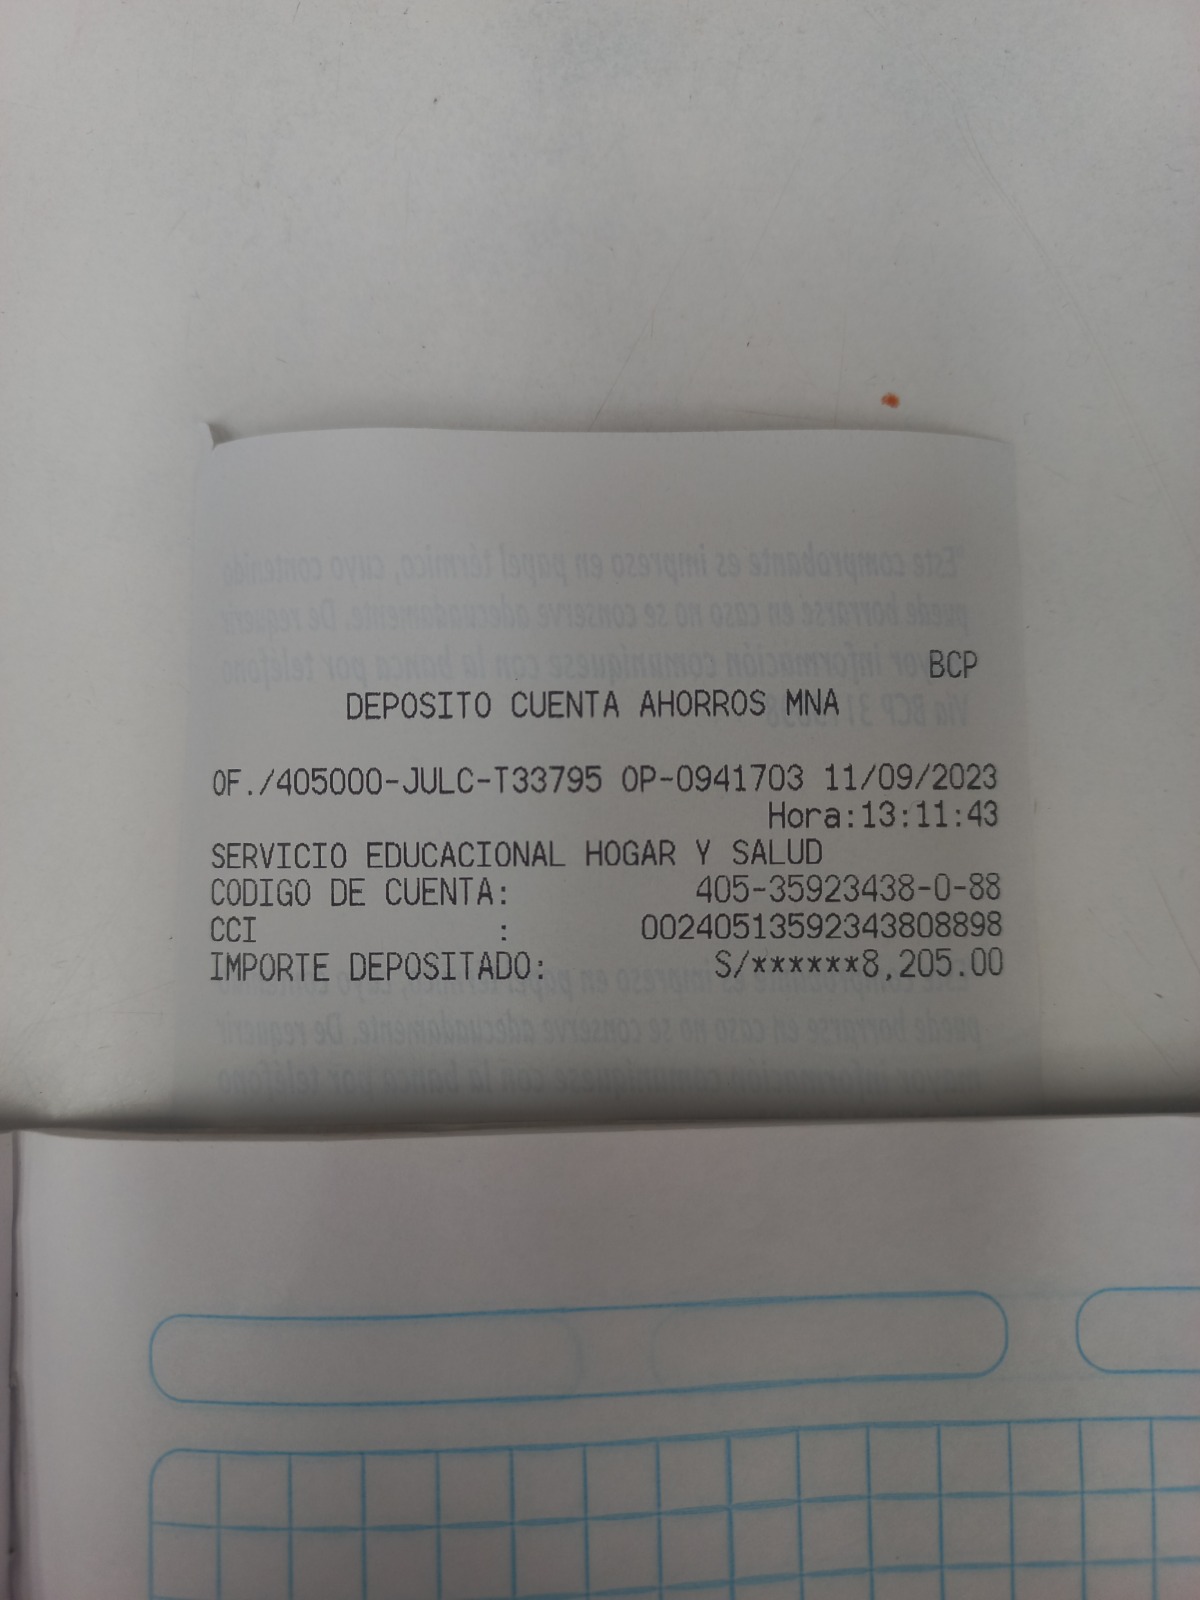 BCP
DEPOSITO CUENTA AHORROS MNA
OF./405000-JULC-T33795 OP-0941703 11/09/2023
Hora:13:11:43
SERVICIO EDUCACIONAL HOGAR Y SALUD
CODIGO DE CUENTA: 405-35923438-0-88
CCI : 00240513592343808898
IMPORTE DEPOSITADO: S/******8,205.00